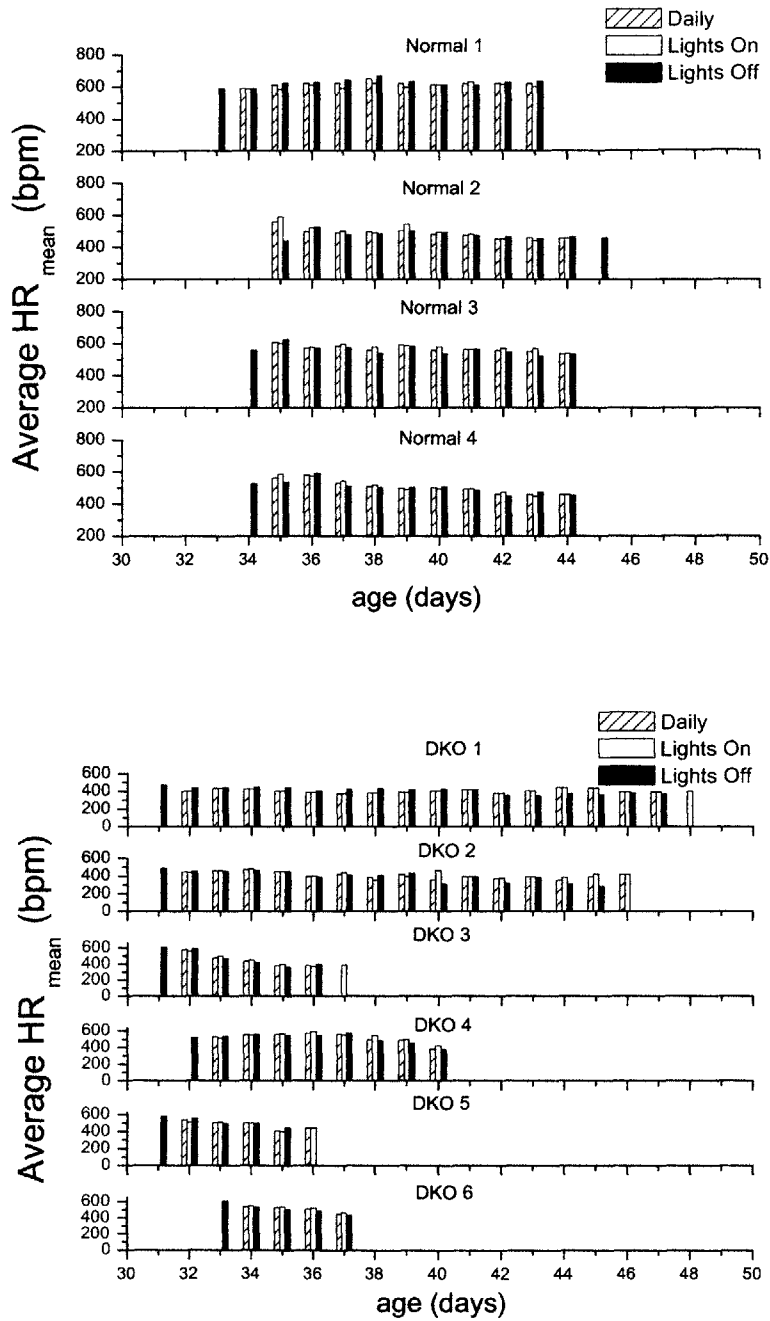 Daily
Lights On
Lights Off
Normal 1
800
600
400
200
Normal 2
800
600
400
200
Normal 3
800
600
400
200
Normal 4
800
600
400
200
Average HR mean (bpm)
30 32 34 36 38 40 42 44 46 48 50
age (days)
Daily
Lights On
Lights Off
DKO 1
600
400
200
0
DKO 2
600
400
200
0
DKO 3
600
400
200
0
DKO 4
600
400
200
0
DKO 5
600
400
200
0
DKO 6
600
400
200
0
Average HR mean (bpm)
30 32 34 36 38 40 42 44 46 48 50
age (days)